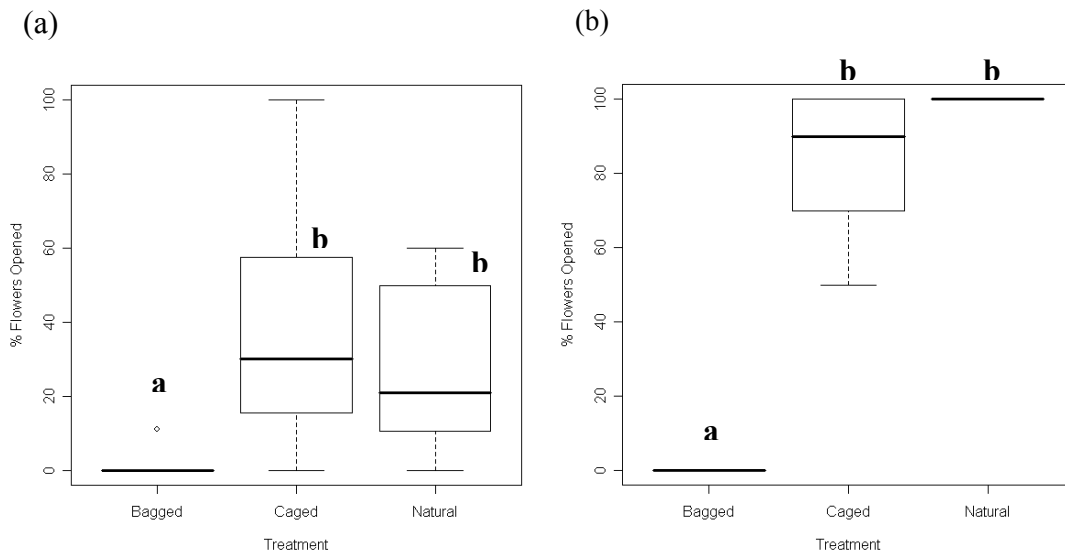 (a)
% Flowers Opened
100
80
60
40
20
0
a
b
b
Bagged Caged Natural
Treatment
(b)
% Flowers Opened
100
80
60
40
20
0
a
b
b
Bagged Caged Natural
Treatment